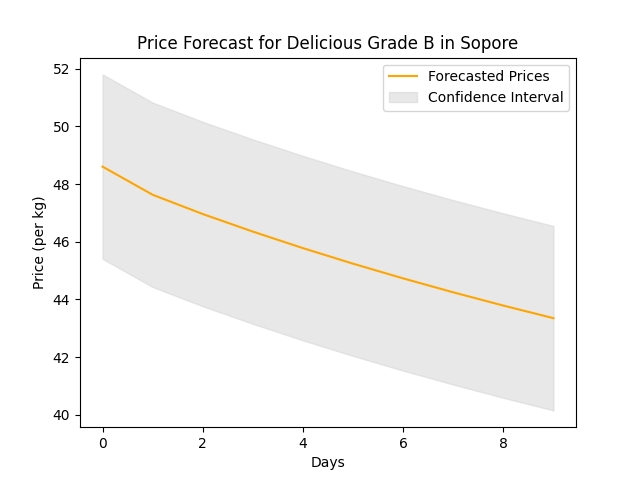 Price Forecast for Delicious Grade B in Sopore
Forecasted Prices
Confidence Interval
52
50
48
46
44
42
40
Price (per kg)
0 2 4 6 8
Days